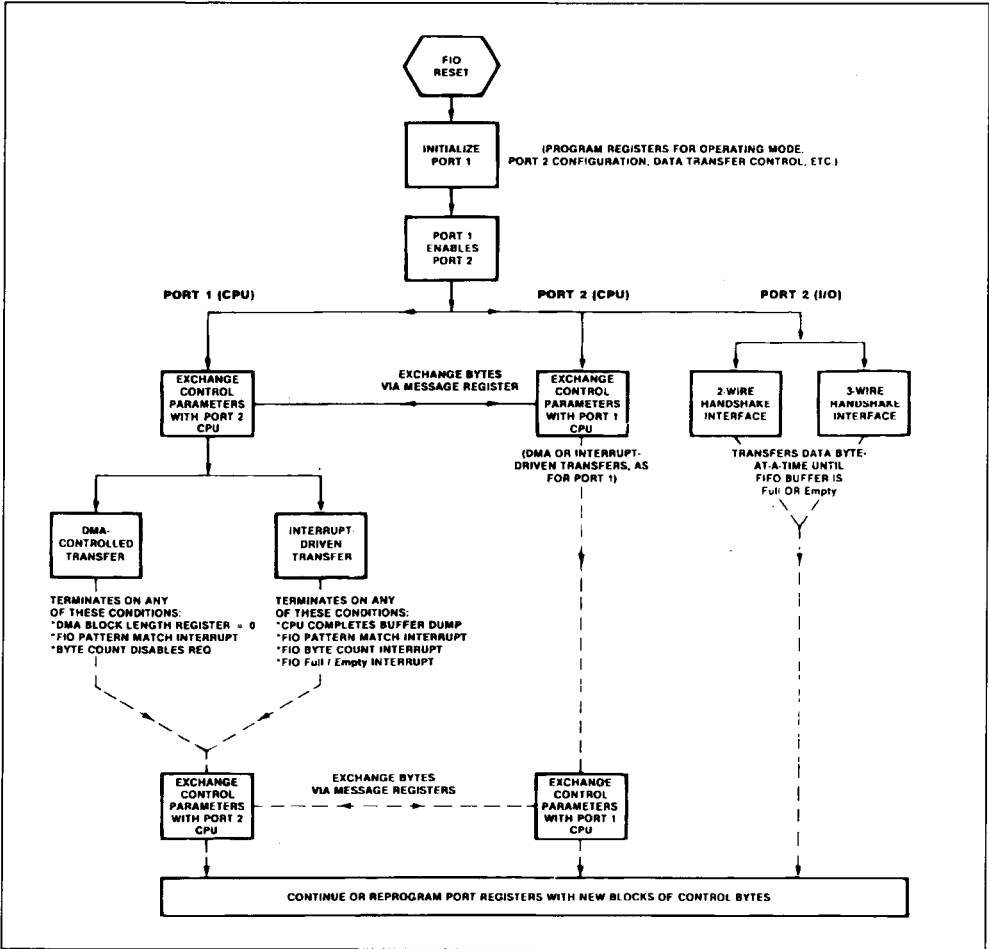 FIO
RESET
INITIALIZE
PORT 1
(PROGRAM REGISTERS FOR OPERATING MODE,
PORT 2 CONFIGURATION, DATA TRANSFER CONTROL, ETC.)
PORT 1
ENABLES
PORT 2
PORT 1 (CPU)
PORT 2 (CPU)
PORT 2 (I/O)
EXCHANGE
CONTROL
PARAMETERS
WITH PORT 2
CPU
EXCHANGE BYTES
VIA MESSAGE REGISTER
EXCHANGE
CONTROL
PARAMETERS
WITH PORT 1
CPU
2-WIRE
HANDSHAKE
INTERFACE
3-WIRE
HANDSHAKE
INTERFACE
(DMA OR INTERRUPT-
DRIVEN TRANSFERS, AS
FOR PORT 1)
TRANSFERS DATA BYTE-
AT-A-TIME UNTIL
FIFO BUFFER IS
Full OR Empty
DMA-
CONTROLLED
TRANSFER
INTERRUPT-
DRIVEN
TRANSFER
TERMINATES ON ANY
OF THESE CONDITIONS:
*DMA BLOCK LENGTH REGISTER = 0
*FIO PATTERN MATCH INTERRUPT
*BYTE COUNT DISABLES REQ
TERMINATES ON ANY
OF THESE CONDITIONS:
*CPU COMPLETES BUFFER DUMP
*FIO PATTERN MATCH INTERRUPT
*FIO BYTE COUNT INTERRUPT
*FIO Full / Empty INTERRUPT
EXCHANGE
CONTROL
PARAMETERS
WITH PORT 2
CPU
EXCHANGE BYTES
VIA MESSAGE REGISTERS
EXCHANGE
CONTROL
PARAMETERS
WITH PORT 1
CPU
CONTINUE OR REPROGRAM PORT REGISTERS WITH NEW BLOCKS OF CONTROL BYTES